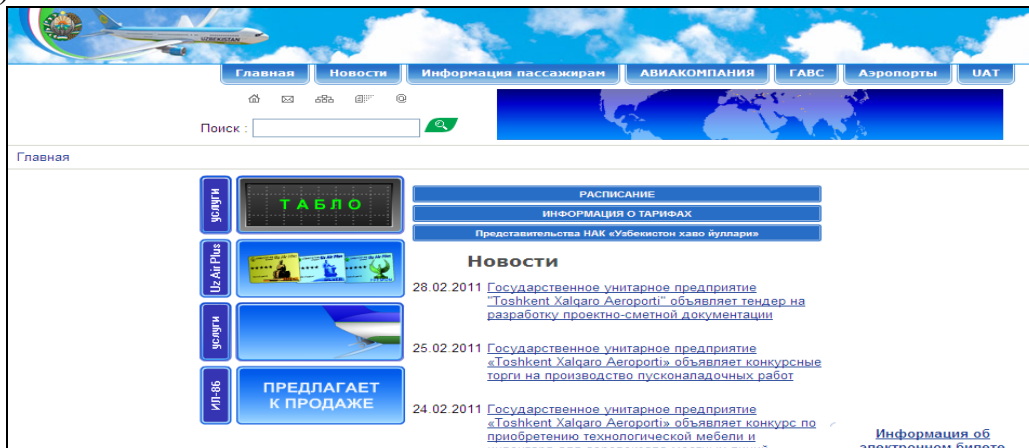 UZBEKISTAN
Главная Новости Информация пассажирам АВИАКОМПАНИЯ ГАВС Аэропорты UAT
Поиск :
Главная
услуги
ТАБЛО
Uz Air Plus
услуги
ИЛ-86
ПРЕДЛАГАЕТ
К ПРОДАЖЕ
РАСПИСАНИЕ
ИНФОРМАЦИЯ О ТАРИФАХ
Представительства НАК «Узбекистон хаво йуллари»
Новости
28.02.2011 Государственное унитарное предприятие
"Toshkent Xalqaro Aeroporti" объявляет тендер на
разработку проектно-сметной документации
25.02.2011 Государственное унитарное предприятие
«Toshkent Xalqaro Aeroporti» объявляет конкурсные
торги на производство пусконаладочных работ
24.02.2011 Государственное унитарное предприятие
«Toshkent Xalqaro Aeroporti» объявляет конкурс по
приобретению технологической мебели и
Информация об
электронном билете